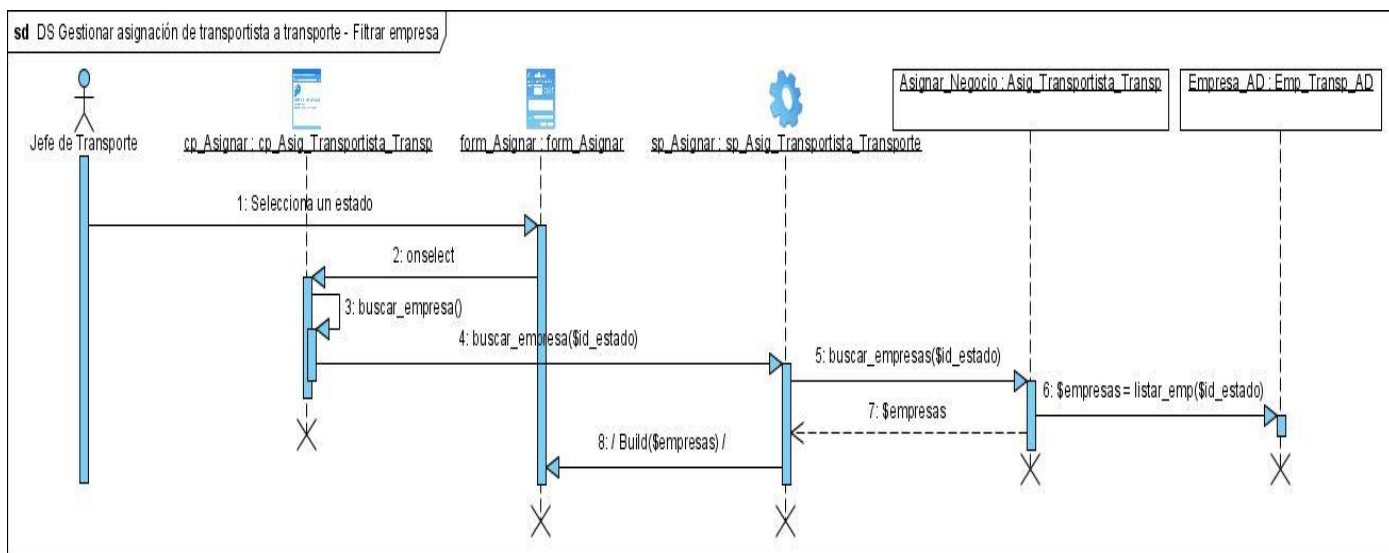 sd DS Gestionar asignación de transportista a transporte - Filtrar empresa
Jefe de Transporte
cp_Asignar : cp_Asig_Transportista_Transp
form_Asignar : form_Asignar
sp_Asignar : sp_Asig_Transportista_Transporte
Asignar_Negocio : Asig_Transportista_Transp
Empresa_AD : Emp_Transp_AD
1: Selecciona un estado
2: onselect
3: buscar_empresa()
4: buscar_empresa($id_estado)
5: buscar_empresas($id_estado)
6: $empresas = listar_emp($id_estado)
7: $empresas
8: / Build($empresas) /